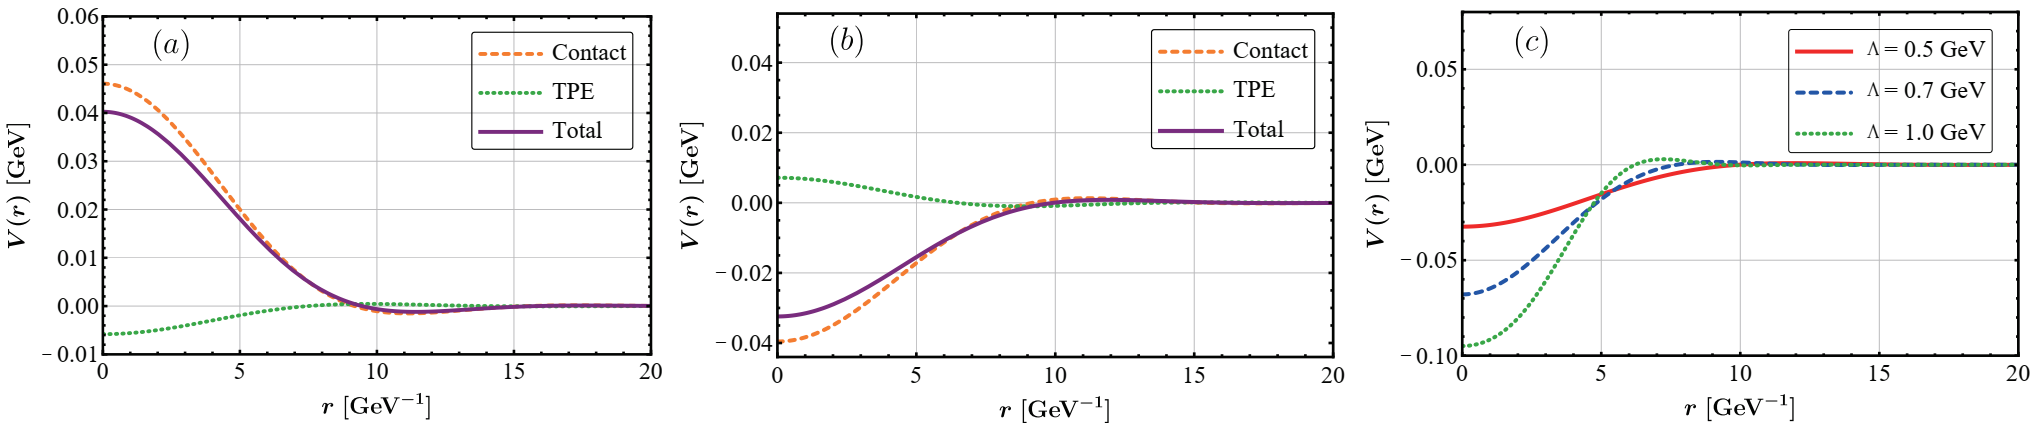 (a)
Contact
TPE
Total
0.06
0.05
0.04
0.03
0.02
0.01
0.00
-0.01
0
5
10
15
20
V(r) [GeV]
r [GeV⁻¹]
(b)
Contact
TPE
Total
0.04
0.02
0.00
-0.02
-0.04
0
5
10
15
20
V(r) [GeV]
r [GeV⁻¹]
(c)
Λ = 0.5 GeV
Λ = 0.7 GeV
Λ = 1.0 GeV
0.05
0.00
-0.05
-0.10
0
5
10
15
20
V(r) [GeV]
r [GeV⁻¹]